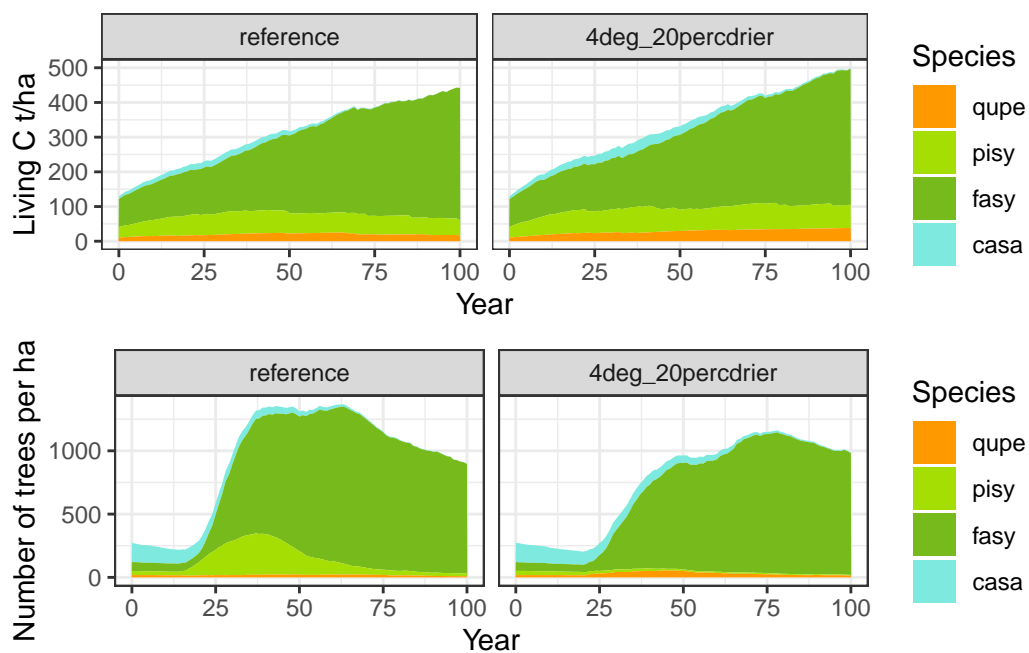 reference
4deg_20percdrier
Living C t/ha
500
400
300
200
100
0
0 25 50 75 100
0 25 50 75 100
Year
Species
qupe
pisy
fasy
casa
reference
4deg_20percdrier
Number of trees per ha
1000
500
0
0 25 50 75 100
0 25 50 75 100
Year
Species
qupe
pisy
fasy
casa